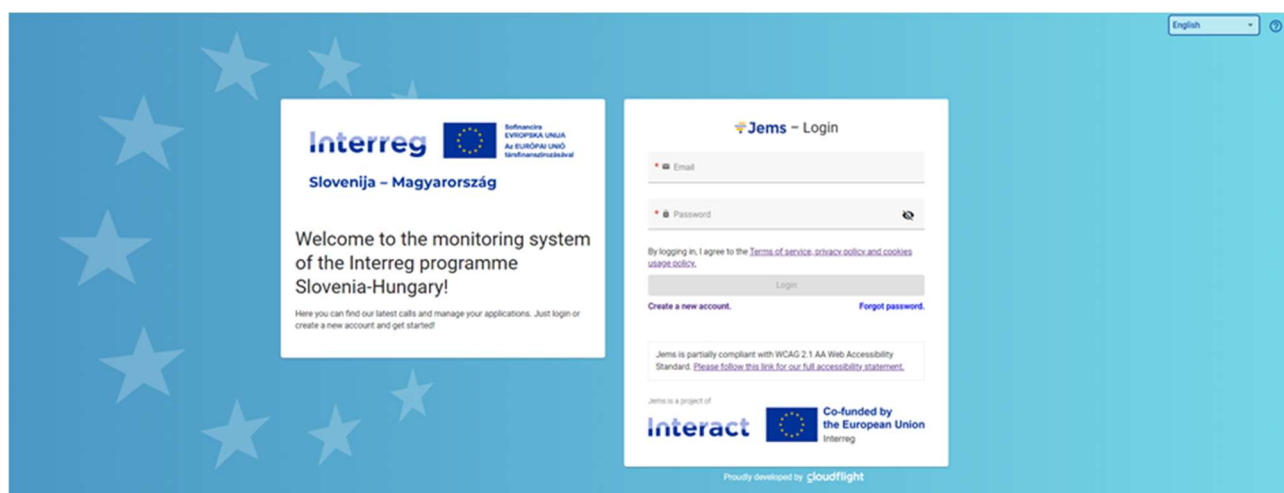 English
Interreg
Sofinancira
EVROPSKA UNIJA
Az EURÓPAI UNIÓ
társfinanszírozásával
Slovenija – Magyarország
Welcome to the monitoring system
of the Interreg programme
Slovenia-Hungary!
Here you can find our latest calls and manage your applications. Just login or
create a new account and get started!
Jems – Login
* Email
* Password
By logging in, I agree to the Terms of service, privacy policy and cookies
usage policy.
Login
Create a new account.
Forgot password.
Jems is partially compliant with WCAG 2.1 AA Web Accessibility
Standard. Please follow this link for our full accessibility statement.
Jems is a project of
Interact
Co-funded by
the European Union
Interreg
Proudly developed by cloudflight